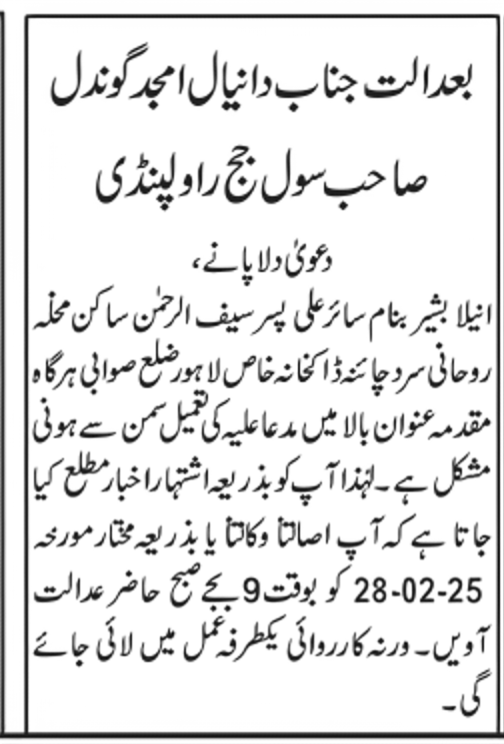 بعدالت جناب دانیال امجد گوندل
صاحب سول جج راولپنڈی
دعویٰ دلا پانے،
انیلا بشیر بنام سائر علی پسر سیف الرحمٰن ساکن محلہ
روحانی سرد چائنہ ڈاکخانہ خاص لاہور ضلع صوابی ہرگاہ
مقدمہ عنوان بالا میں مدعا علیہ کی تعمیل سمن سے ہونی
مشکل ہے۔ لہٰذا آپ کو بذریعہ اشتہار اخبار مطلع کیا
جاتا ہے کہ آپ اصالتاً وکالتاً یا بذریعہ مختار مورخہ
28-02-25 کو بوقت 9 بجے صبح حاضر عدالت
آویں۔ ورنہ کارروائی یکطرفہ عمل میں لائی جائے
گی۔